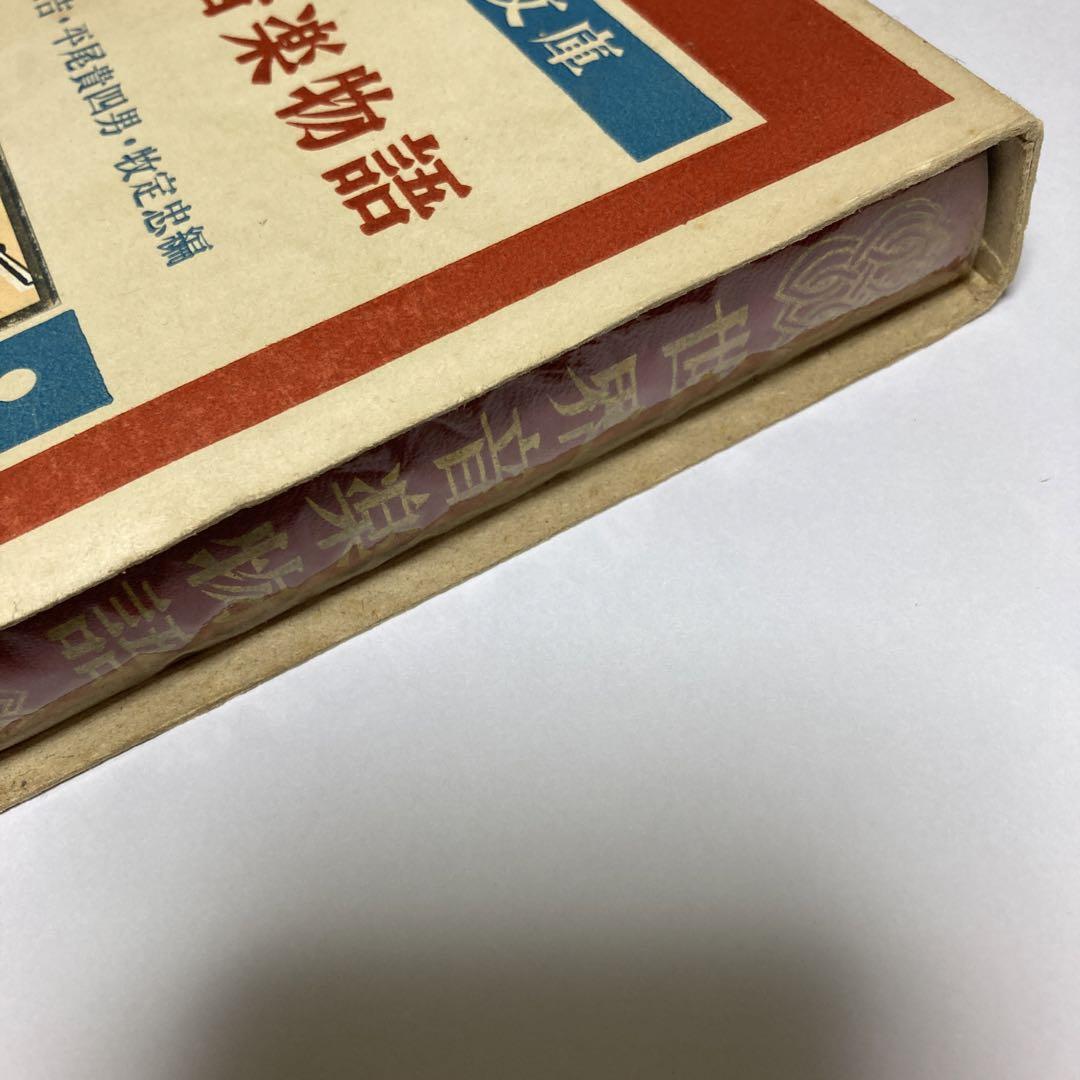 文庫
音楽物語
浩・平尾貴四男・牧定忠編
世界音楽物語